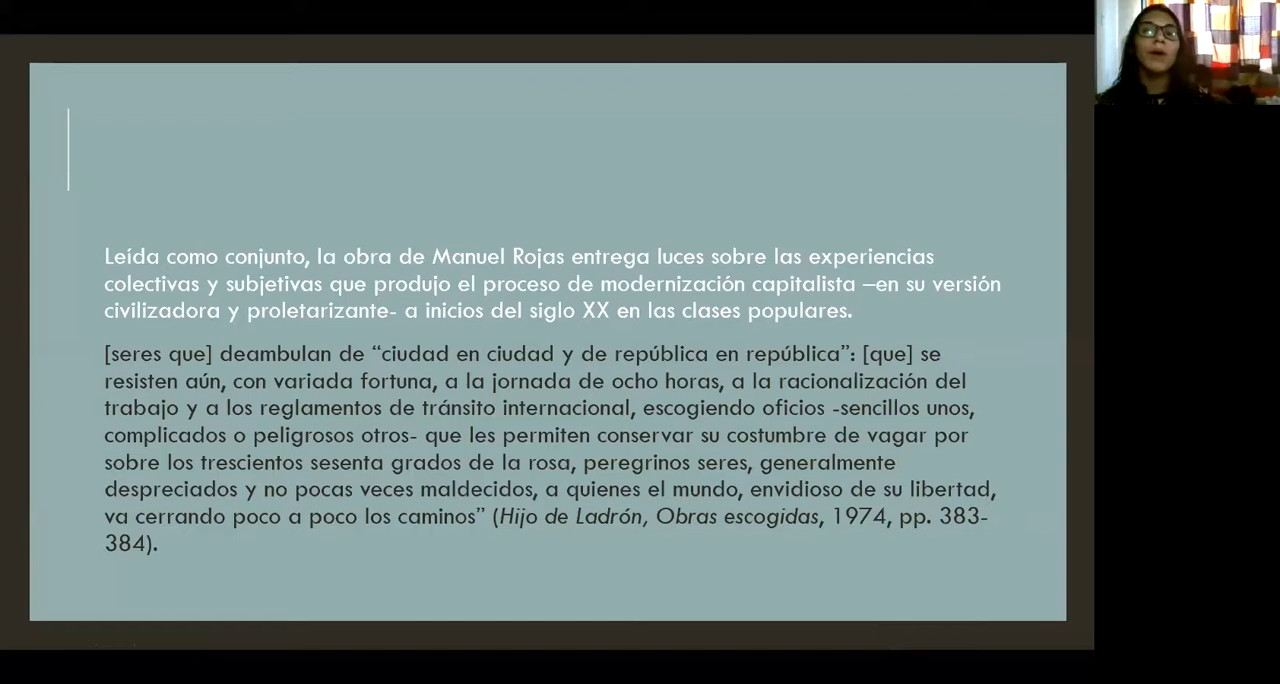 Leída como conjunto, la obra de Manuel Rojas entrega luces sobre las experiencias
colectivas y subjetivas que produjo el proceso de modernización capitalista –en su versión
civilizadora y proletarizante- a inicios del siglo XX en las clases populares.
[seres que] deambulan de “ciudad en ciudad y de república en república”: [que] se
resisten aún, con variada fortuna, a la jornada de ocho horas, a la racionalización del
trabajo y a los reglamentos de tránsito internacional, escogiendo oficios -sencillos unos,
complicados o peligrosos otros- que les permiten conservar su costumbre de vagar por
sobre los trescientos sesenta grados de la rosa, peregrinos seres, generalmente
despreciados y no pocas veces maldecidos, a quienes el mundo, envidioso de su libertad,
va cerrando poco a poco los caminos” (Hijo de Ladrón, Obras escogidas, 1974, pp. 383-
384).